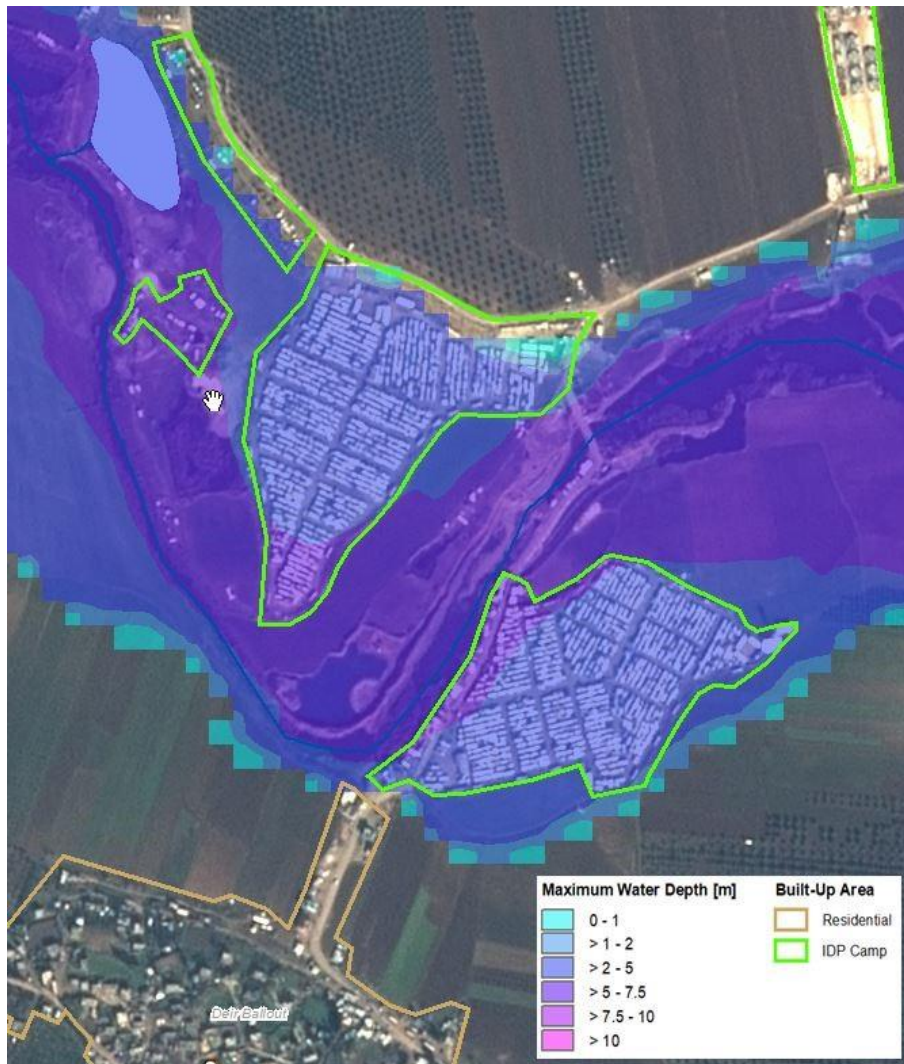 Deir Ballout
Maximum Water Depth [m]
0 - 1
> 1 - 2
> 2 - 5
> 5 - 7.5
> 7.5 - 10
> 10
Built-Up Area
Residential
IDP Camp